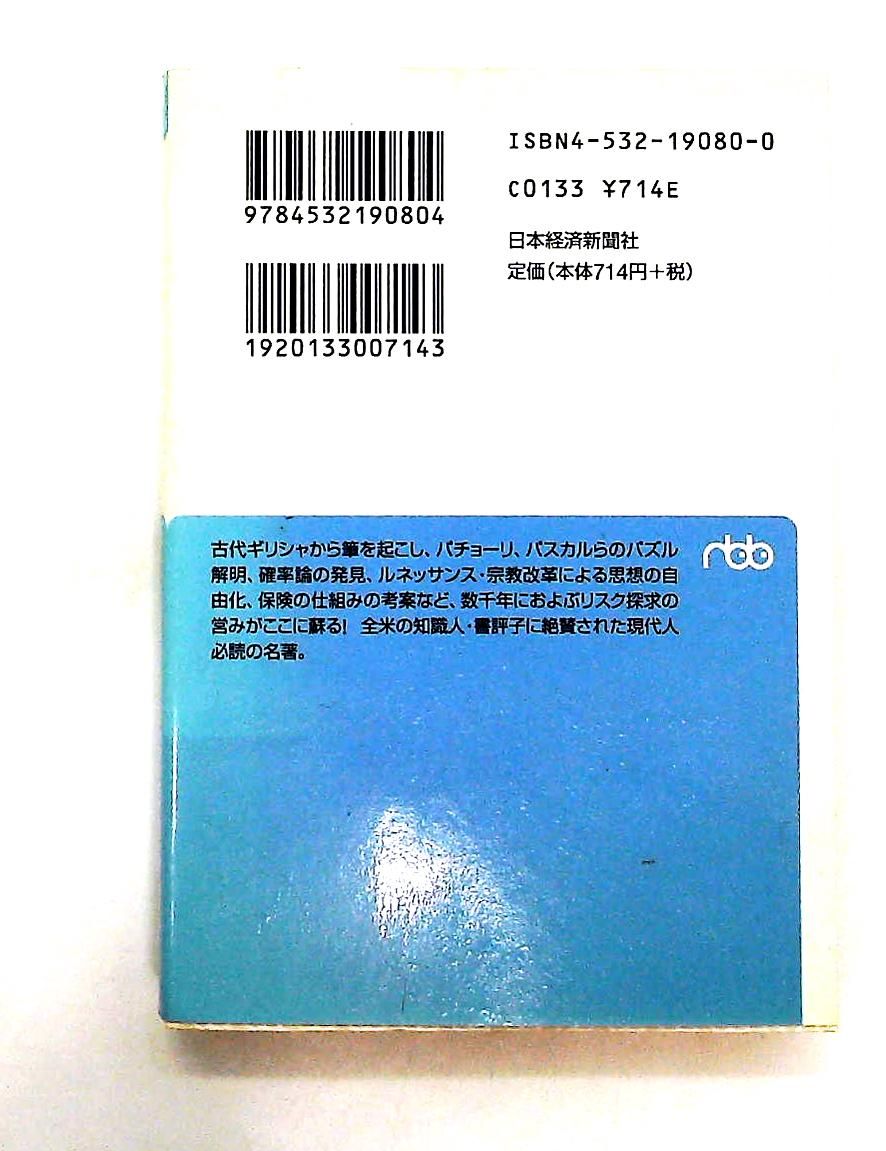 9784532190804
1920133007143
ISBN4-532-19080-0
C0133 ¥714E
日本経済新聞社
定価(本体714円+税)
古代ギリシャから筆を起こし、パチョーリ、パスカルらのパズル
解明、確率論の発見、ルネッサンス・宗教改革による思想の自
由化、保険の仕組みの考案など、数千年におよぶリスク探求の
営みがここに蘇る! 全米の知識人・書評子に絶賛された現代人
必読の名著。
nbb